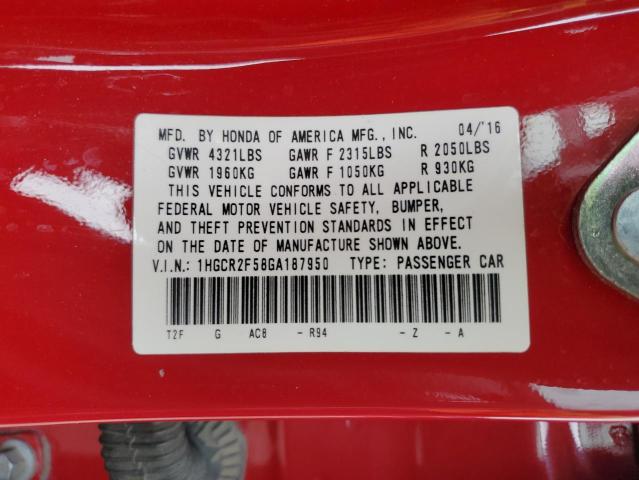 MFD. BY HONDA OF AMERICA MFG., INC. 04/'16
GVWR 4321LBS GAWR F 2315LBS R 2050LBS
GVWR 1960KG GAWR F 1050KG R 930KG
THIS VEHICLE CONFORMS TO ALL APPLICABLE
FEDERAL MOTOR VEHICLE SAFETY, BUMPER,
AND THEFT PREVENTION STANDARDS IN EFFECT
ON THE DATE OF MANUFACTURE SHOWN ABOVE.
V.I.N.: 1HGCR2F58GA187950 TYPE: PASSENGER CAR
T2F G AC8 - R94 - Z - A